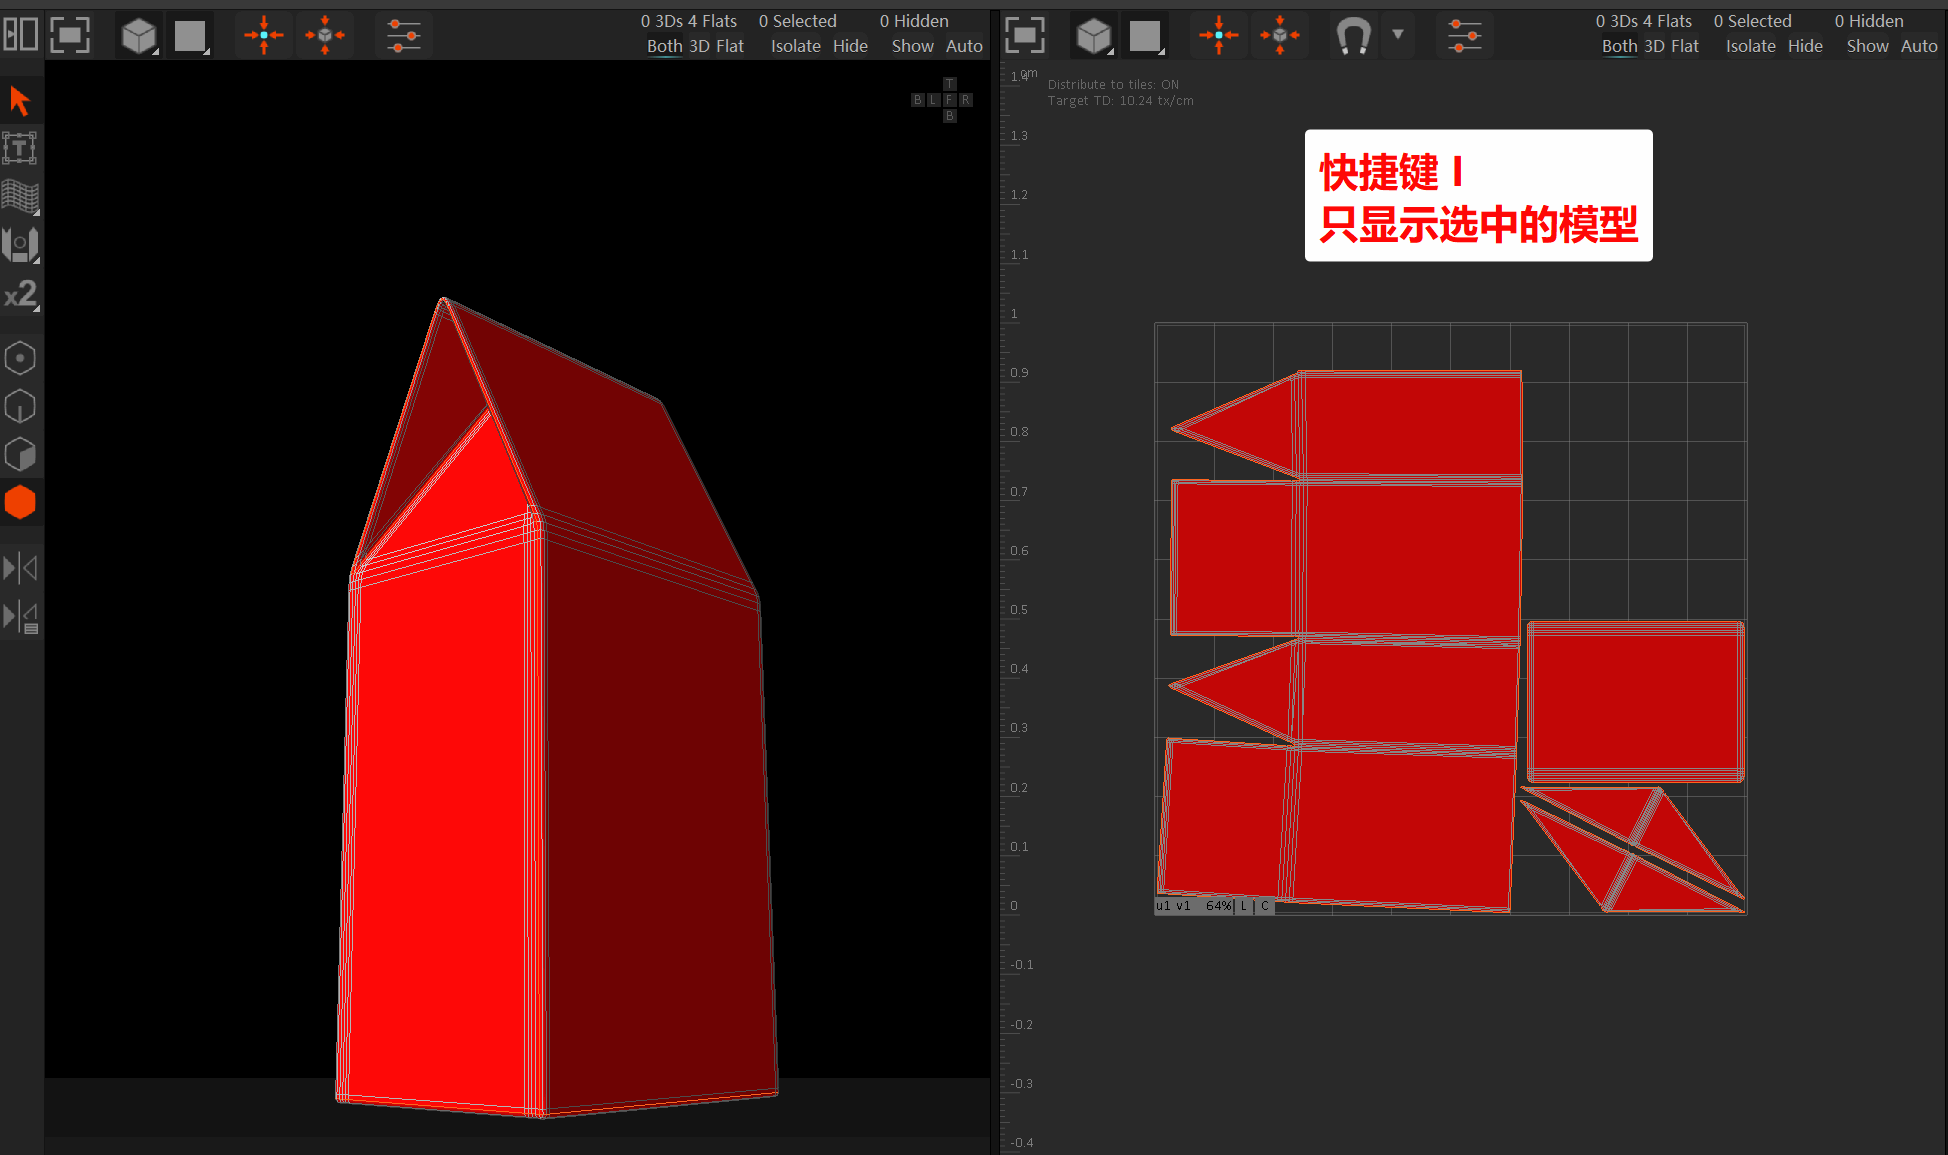 0 3Ds 4 Flats 0 Selected 0 Hidden
Both 3D Flat Isolate Hide Show Auto
T
B L F R
B
T
x2
0 3Ds 4 Flats 0 Selected 0 Hidden
Both 3D Flat Isolate Hide Show Auto
cm
Distribute to tiles: ON
Target TD: 10.24 tx/cm
快捷键 I
只显示选中的模型
1.4
1.3
1.2
1.1
1
0.9
0.8
0.7
0.6
0.5
0.4
0.3
0.2
0.1
0
-0.1
-0.2
-0.3
-0.4
u1 v1 64% L C